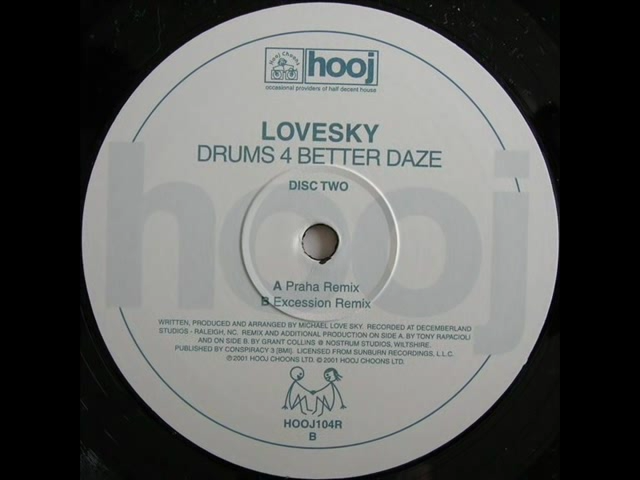 Hooj Choons
hooj
occasional providers of half decent house
LOVESKY
DRUMS 4 BETTER DAZE
DISC TWO
hooj
A Praha Remix
B Excession Remix
WRITTEN, PRODUCED AND ARRANGED BY MICHAEL LOVE SKY. RECORDED AT DECEMBERLAND
STUDIOS - RALEIGH, NC. REMIX AND ADDITIONAL PRODUCTION ON SIDE A. BY TONY RAPACIOLI
AND ON SIDE B. BY GRANT COLLINS @ NOSTRUM STUDIOS, WILTSHIRE.
PUBLISHED BY CONSPIRACY 3 [BMI]. LICENSED FROM SUNBURN RECORDINGS, L.L.C.
℗ 2001 HOOJ CHOONS LTD. © 2001 HOOJ CHOONS LTD.
HOOJ104R
B